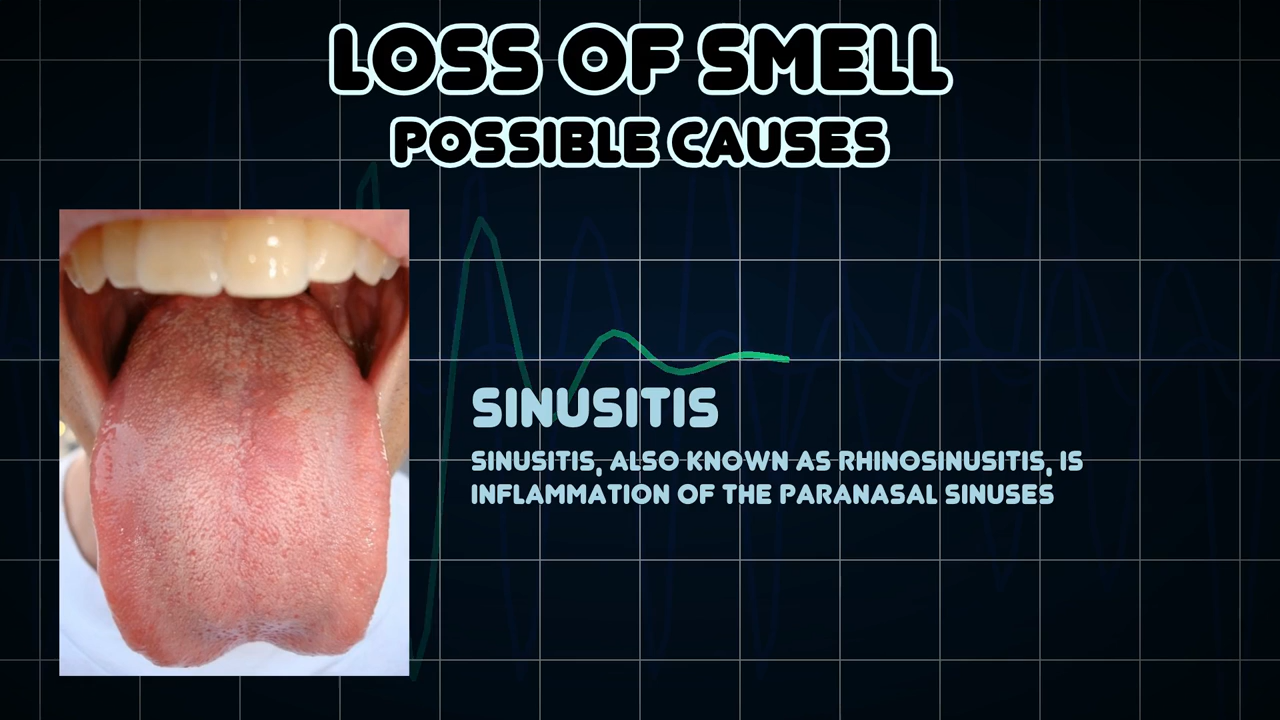 LOSS OF SMELL
POSSIBLE CAUSES
SINUSITIS
SINUSITIS, ALSO KNOWN AS RHINOSINUSITIS, IS
INFLAMMATION OF THE PARANASAL SINUSES